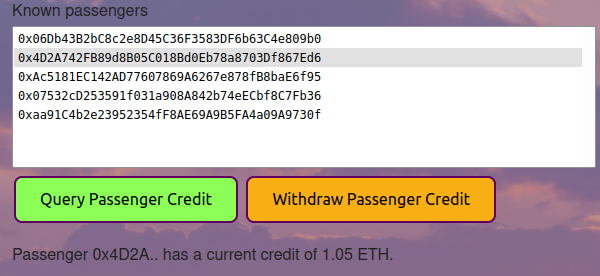 Known passengers
0x06Db43B2bC8c2e8D45C36F3583DF6b63C4e809b0
0x4D2A742FB89d8B05C018Bd0Eb78a8703Df867Ed6
0xAc5181EC142AD77607869A6267e878fB8baE6f95
0x07532cD253591f031a908A842b74eECbf8C7Fb36
0xaa91C4b2e23952354fF8AE69A9B5FA4a09A9730f
Query Passenger Credit Withdraw Passenger Credit
Passenger 0x4D2A.. has a current credit of 1.05 ETH.